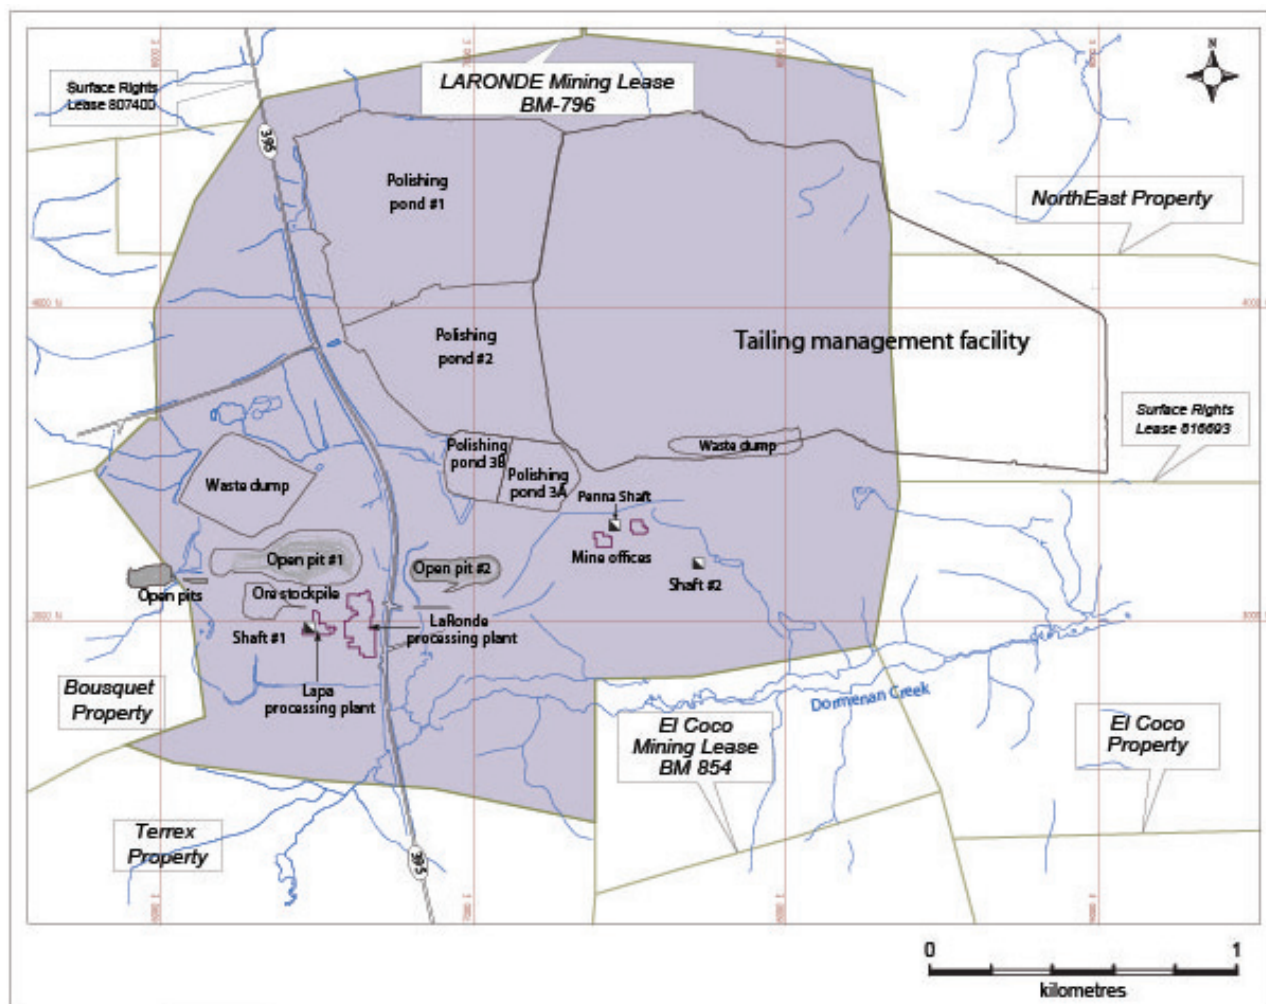 N
LARONDE Mining Lease
BM-796
Surface Rights
Lease 807400
395
Polishing
pond #1
NorthEast Property
Polishing
pond #2
Tailing management facility
Surface Rights
Lease 816693
Polishing
pond 3B
Polishing
pond 3A
Waste dump
Waste dump
Penna Shaft
Mine offices
Shaft #2
Open pit #1
Open pit #2
Open pits
Ore stockpile
Shaft #1
LaRonde
processing plant
Lapa
processing plant
Bousquet
Property
Dormenan Creek
El Coco
Mining Lease
BM 854
El Coco
Property
Terrex
Property
395
0
1
kilometres